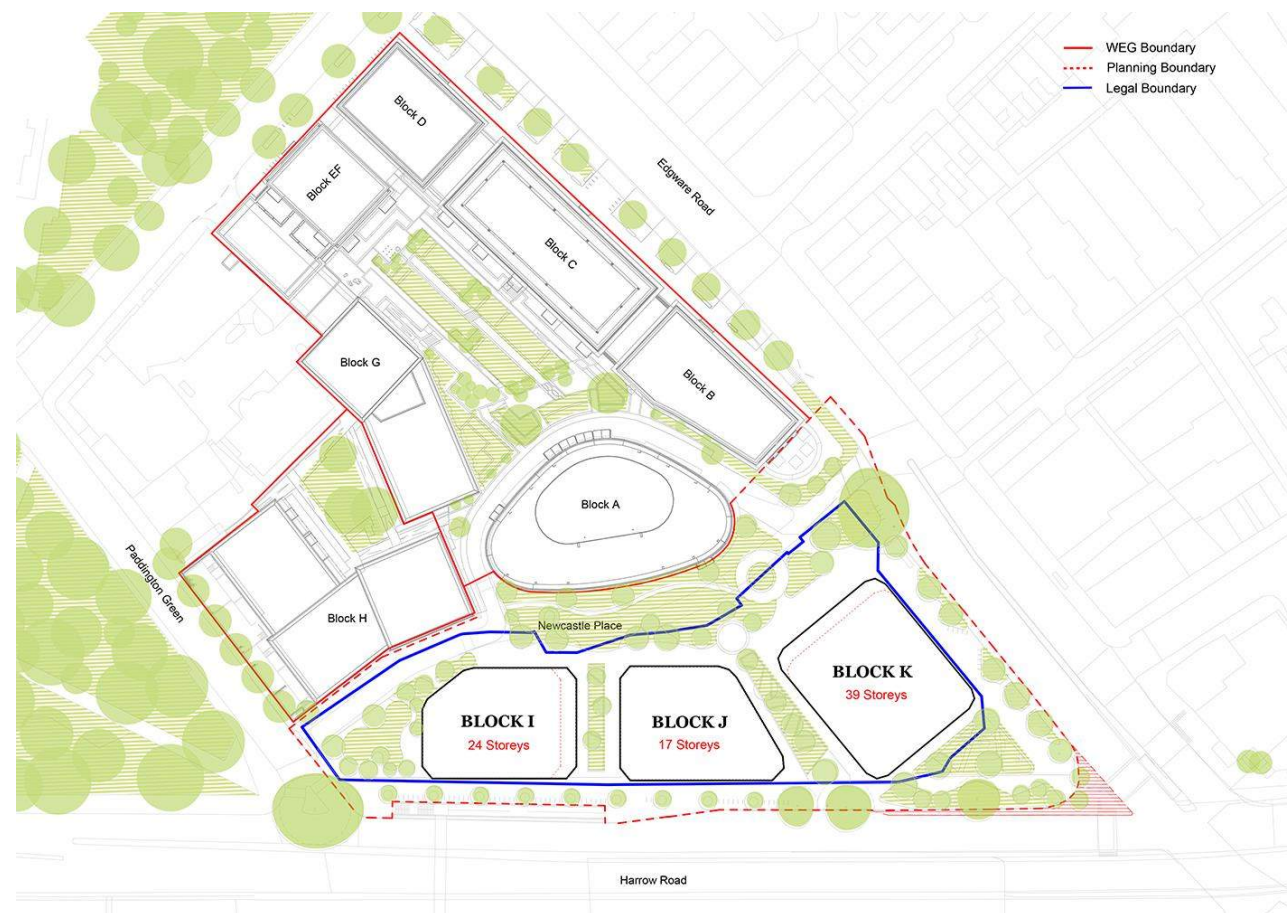 WEG Boundary
Planning Boundary
Legal Boundary
Block D
Edgware Road
Block EF
Block C
Block G
Block B
Block A
Paddington Green
Block H
Newcastle Place
BLOCK K
39 Storeys
BLOCK I
24 Storeys
BLOCK J
17 Storeys
Harrow Road